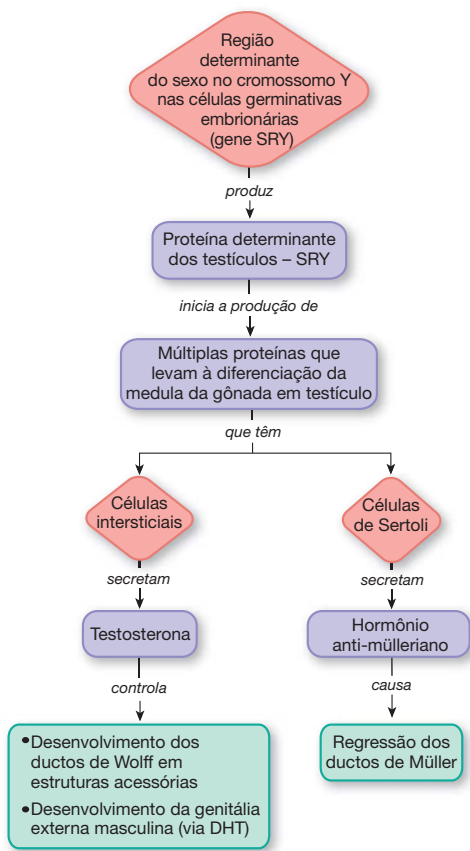 Região
determinante
do sexo no cromossomo Y
nas células germinativas
embrionárias
(gene SRY)
produz
Proteína determinante
dos testículos – SRY
inicia a produção de
Múltiplas proteínas que
levam à diferenciação da
medula da gônada em testículo
que têm
Células
intersticiais
secretam
Testosterona
controla
•Desenvolvimento dos
ductos de Wolff em
estruturas acessórias
•Desenvolvimento da genitália
externa masculina (via DHT)
Células
de Sertoli
secretam
Hormônio
anti-mülleriano
causa
Regressão dos
ductos de Müller